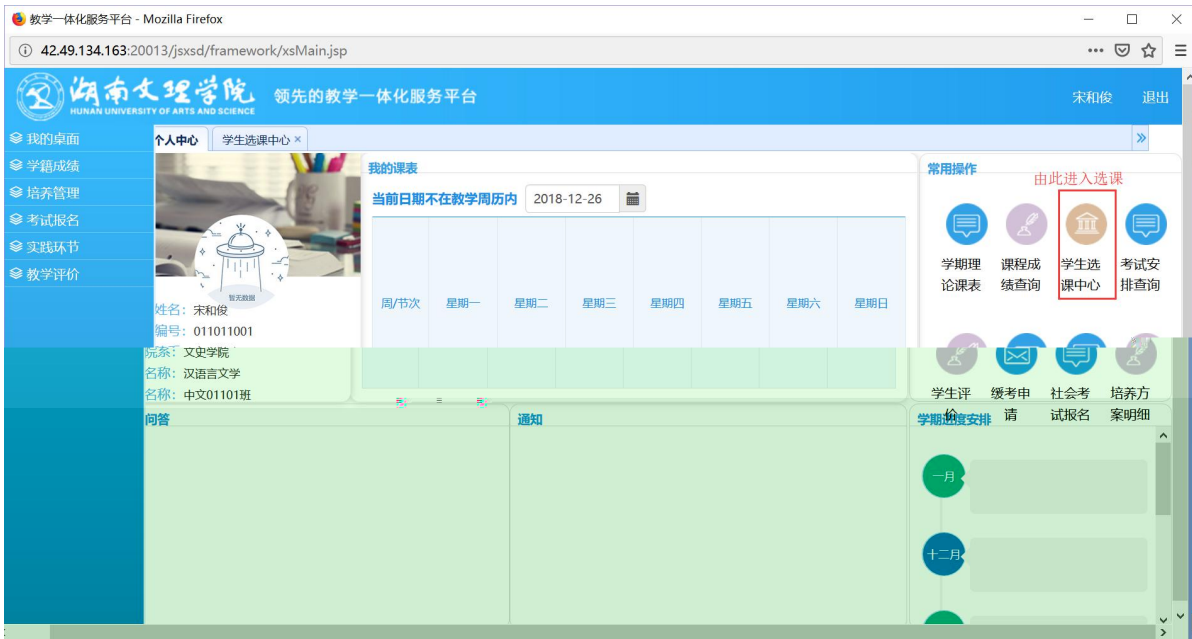 教学一体化服务平台 - Mozilla Firefox
42.49.134.163:20013/jsxsd/framework/xsMain.jsp
湖南文理学院
HUNAN UNIVERSITY OF ARTS AND SCIENCE
领先的教学一体化服务平台
宋和俊 退出
我的桌面
学籍成绩
培养管理
考试报名
实践环节
教学评价
个人中心 学生选课中心 ×
暂无数据
姓名：宋和俊
编号：011011001
院系：文史学院
名称：汉语言文学
名称：中文01101班
我的课表
当前日期不在教学周历内 2018-12-26
周/节次 星期一 星期二 星期三 星期四 星期五 星期六 星期日
常用操作
由此进入选课
学期理论课表
课程成绩查询
学生选课中心
考试安排查询
学生评价
缓考申请
社会考试报名
培养方案明细
问答
通知
学期进度安排
一月
十二月